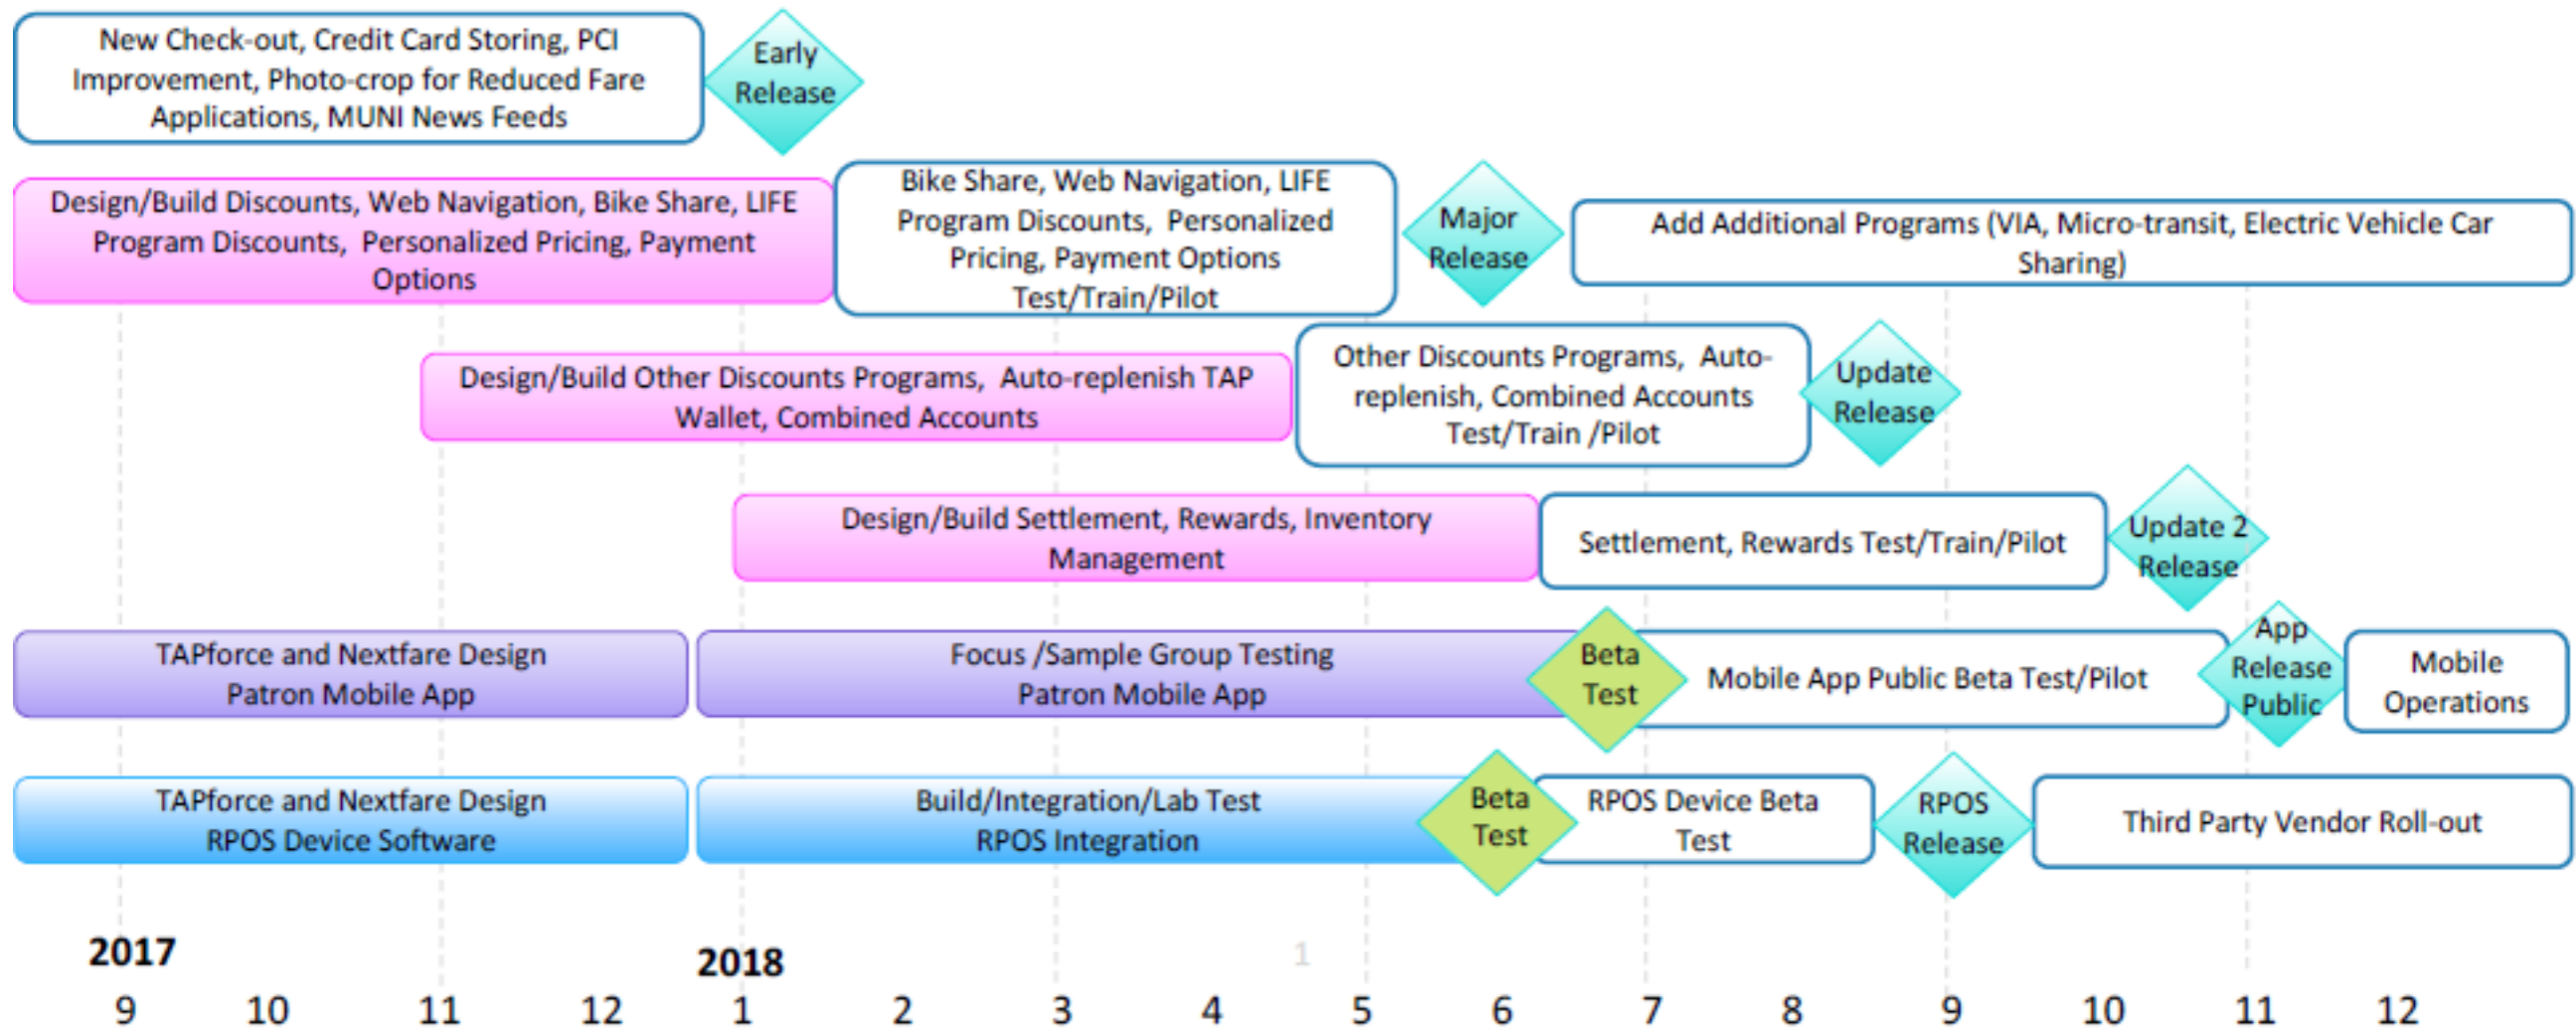 New Check-out, Credit Card Storing, PCI
Improvement, Photo-crop for Reduced Fare
Applications, MUNI News Feeds
Early
Release
Design/Build Discounts, Web Navigation, Bike Share, LIFE
Program Discounts, Personalized Pricing, Payment
Options
Bike Share, Web Navigation, LIFE
Program Discounts, Personalized
Pricing, Payment Options
Test/Train/Pilot
Major
Release
Add Additional Programs (VIA, Micro-transit, Electric Vehicle Car
Sharing)
Design/Build Other Discounts Programs, Auto-replenish TAP
Wallet, Combined Accounts
Other Discounts Programs, Auto-
replenish, Combined Accounts
Test/Train /Pilot
Update
Release
Design/Build Settlement, Rewards, Inventory
Management
Settlement, Rewards Test/Train/Pilot
Update 2
Release
TAPforce and Nextfare Design
Patron Mobile App
Focus /Sample Group Testing
Patron Mobile App
Beta
Test
Mobile App Public Beta Test/Pilot
App
Release
Public
Mobile
Operations
TAPforce and Nextfare Design
RPOS Device Software
Build/Integration/Lab Test
RPOS Integration
Beta
Test
RPOS Device Beta
Test
RPOS
Release
Third Party Vendor Roll-out
2017
2018
1
9 10 11 12 1 2 3 4 5 6 7 8 9 10 11 12